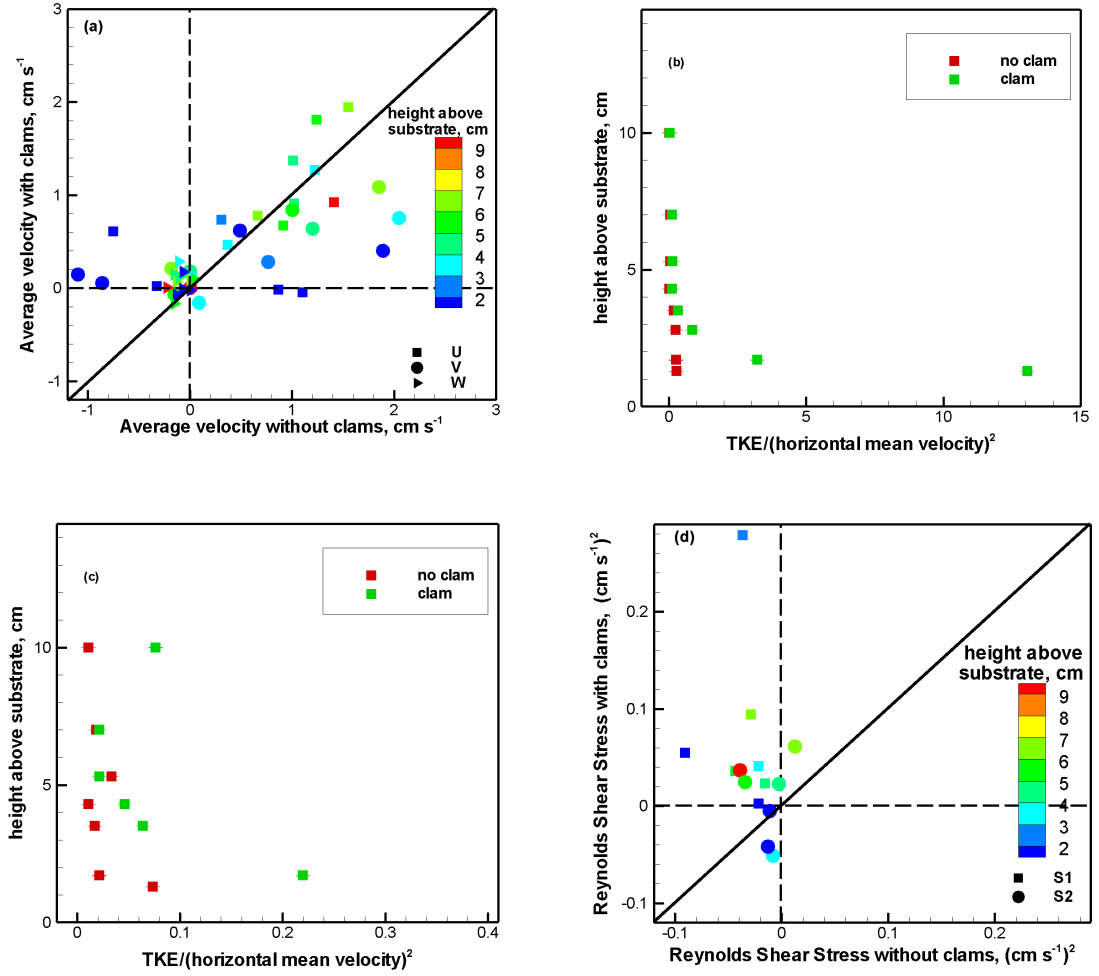 (a)
3
2
1
0
-1
-1
0
1
2
3
Average velocity with clams, cm s-1
Average velocity without clams, cm s-1
height above
substrate, cm
9
8
7
6
5
4
3
2
U
V
W
(b)
no clam
clam
10
5
0
0
5
10
15
height above substrate, cm
TKE/(horizontal mean velocity)2
(c)
no clam
clam
10
5
0
0
0.1
0.2
0.3
0.4
height above substrate, cm
TKE/(horizontal mean velocity)2
(d)
0.2
0.1
0
-0.1
-0.1
0
0.1
0.2
Reynolds Shear Stress with clams, (cm s-1)2
Reynolds Shear Stress without clams, (cm s-1)2
height above
substrate, cm
9
8
7
6
5
4
3
2
S1
S2